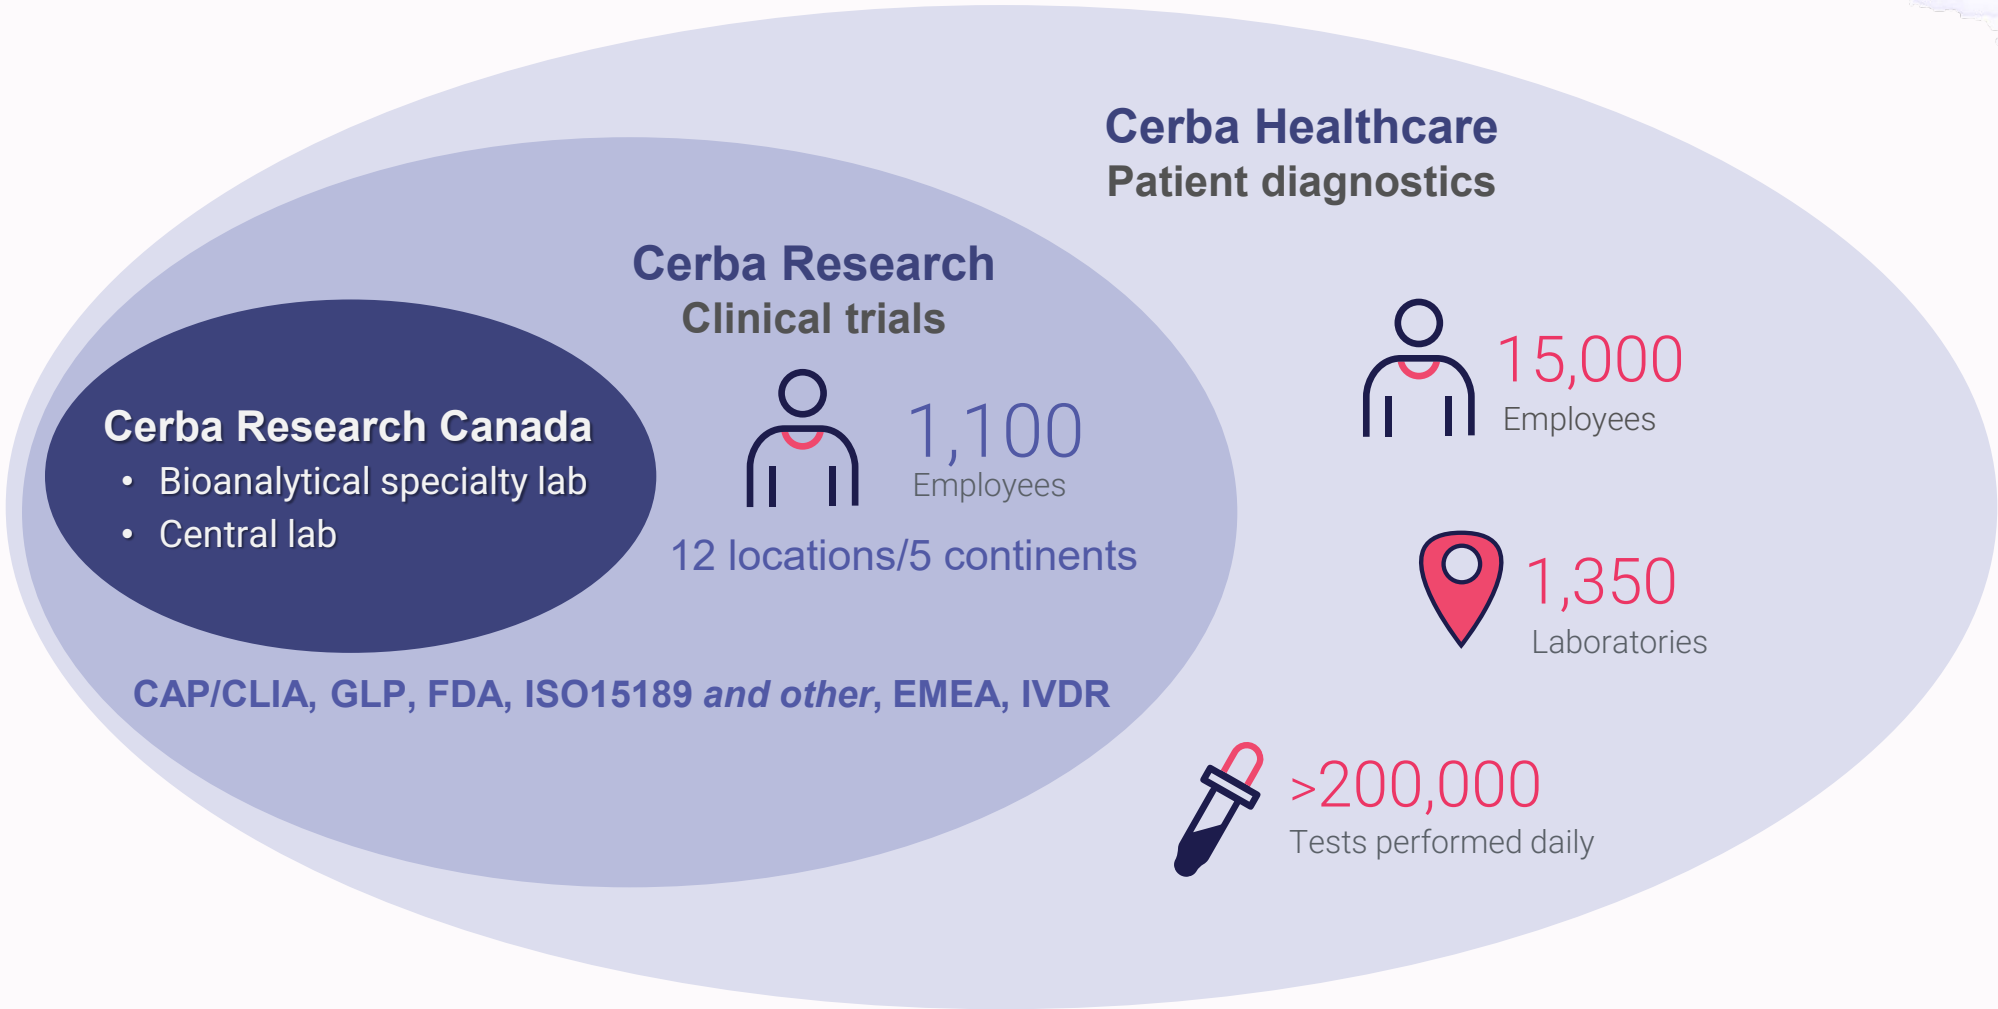 Cerba Healthcare
Patient diagnostics
Cerba Research
Clinical trials
Cerba Research Canada
• Bioanalytical specialty lab
• Central lab
1,100
Employees
12 locations/5 continents
CAP/CLIA, GLP, FDA, ISO15189 and other, EMEA, IVDR
15,000
Employees
1,350
Laboratories
>200,000
Tests performed daily